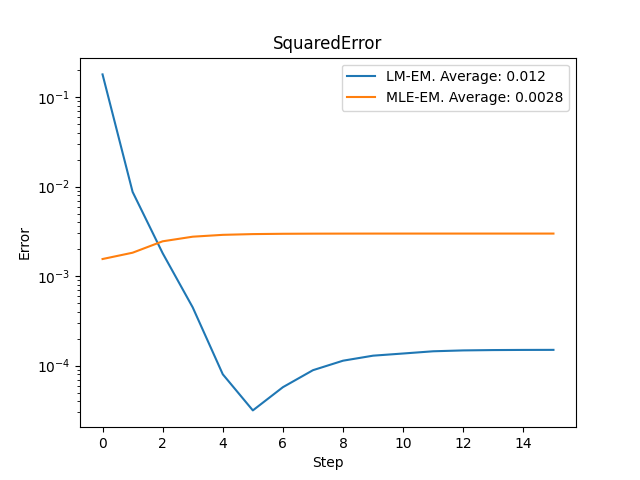 SquaredError
LM-EM. Average: 0.012
MLE-EM. Average: 0.0028
Error
10⁻¹
10⁻²
10⁻³
10⁻⁴
0 2 4 6 8 10 12 14
Step